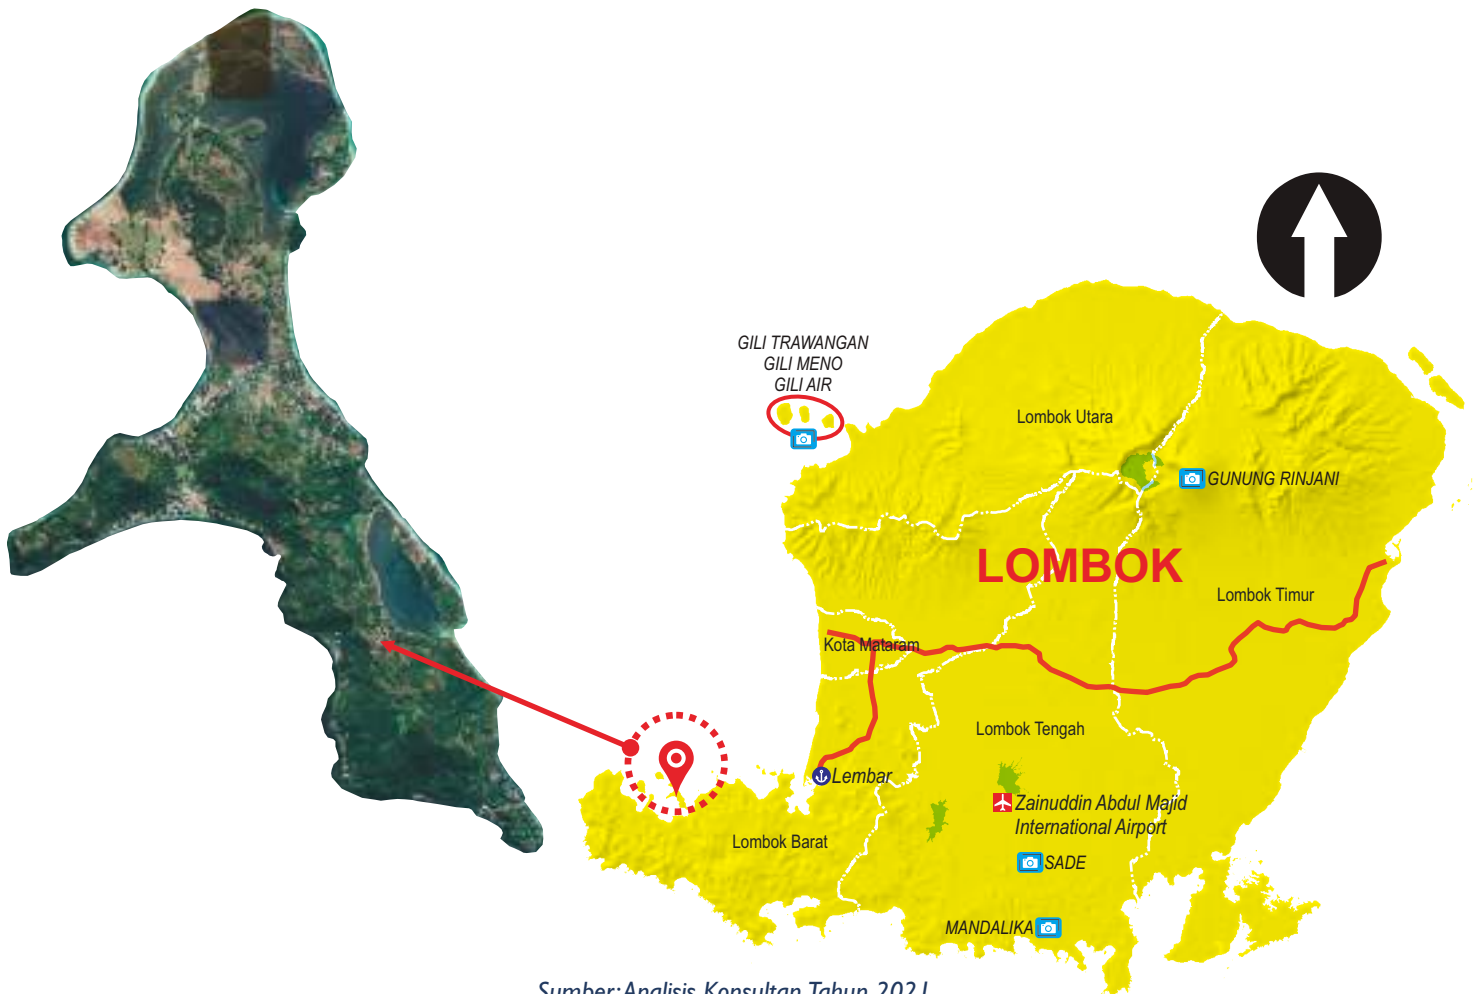 GILI TRAWANGAN
GILI MENO
GILI AIR
Lombok Utara
GUNUNG RINJANI
LOMBOK
Lombok Timur
Kota Mataram
Lombok Tengah
Lembar
Zainuddin Abdul Majid
International Airport
Lombok Barat
SADE
MANDALIKA
Sumber: Analisis Konsultan Tahun 2021